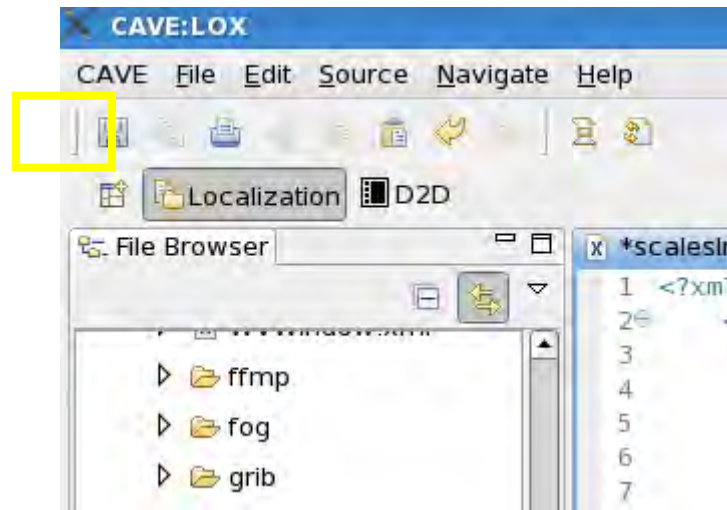 CAVE:LOX
CAVE File Edit Source Navigate Help
Localization D2D
File Browser
*scales
1 <?xm
2
3
ffmp
4
fog
5
6
grib
7